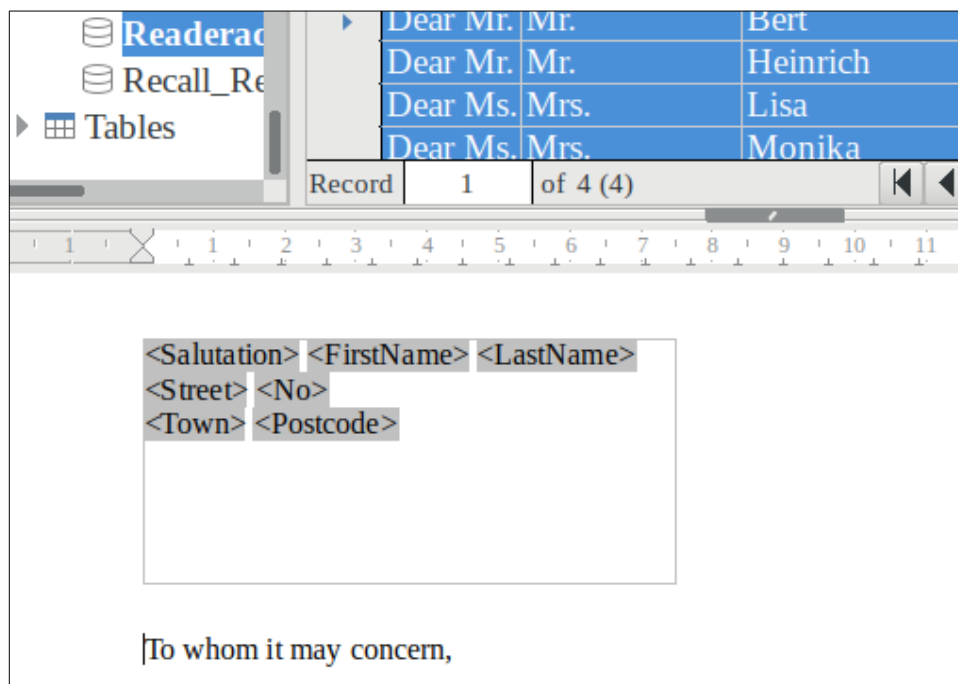 Readerad
Recall_Re
Tables
Dear Mr. Mr. Bert
Dear Mr. Mr. Heinrich
Dear Ms. Mrs. Lisa
Dear Ms. Mrs. Monika
Record 1 of 4 (4)
1 1 2 3 4 5 6 7 8 9 10 11
<Salutation> <FirstName> <LastName>
<Street> <No>
<Town> <Postcode>
To whom it may concern,